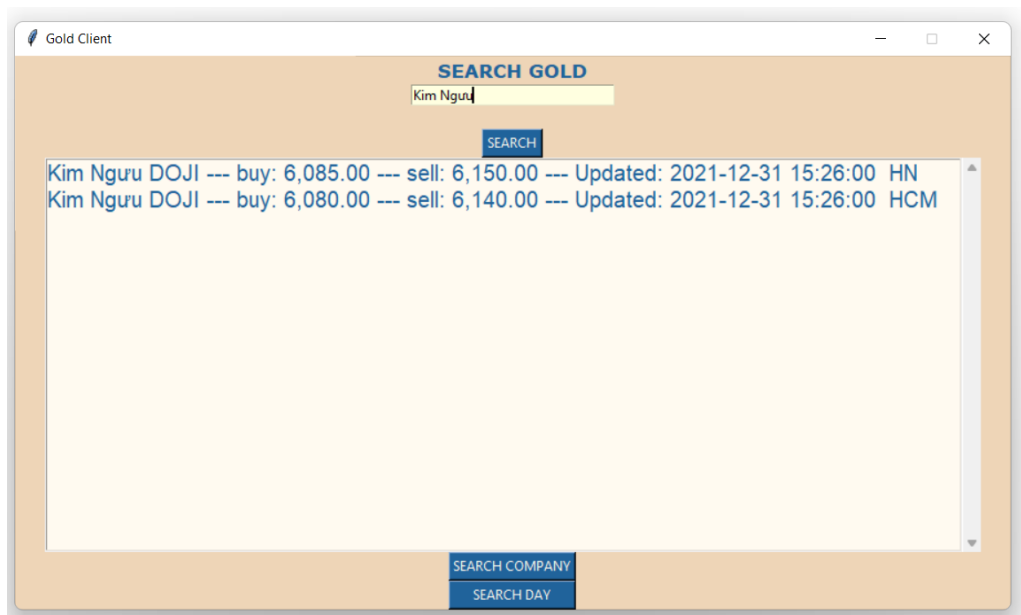 Gold Client
SEARCH GOLD
Kim Ngưu
SEARCH
Kim Ngưu DOJI --- buy: 6,085.00 --- sell: 6,150.00 --- Updated: 2021-12-31 15:26:00 HN
Kim Ngưu DOJI --- buy: 6,080.00 --- sell: 6,140.00 --- Updated: 2021-12-31 15:26:00 HCM
SEARCH COMPANY
SEARCH DAY